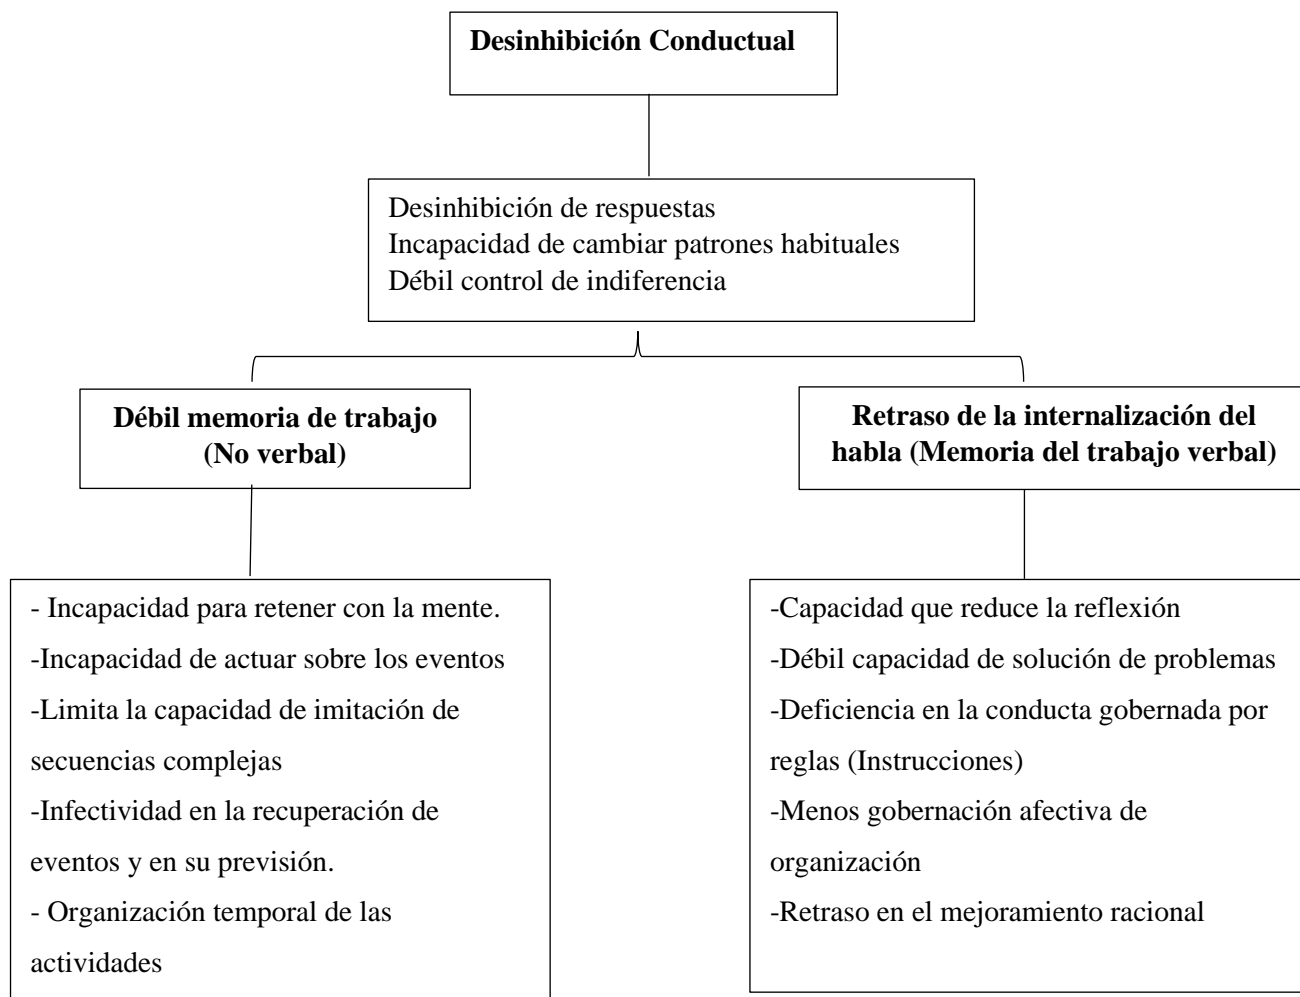 Desinhibición Conductual
Desinhibición de respuestas
Incapacidad de cambiar patrones habituales
Débil control de indiferencia
Débil memoria de trabajo
(No verbal)
Retraso de la internalización del
habla (Memoria del trabajo verbal)
- Incapacidad para retener con la mente.
-Incapacidad de actuar sobre los eventos
-Limita la capacidad de imitación de
secuencias complejas
-Infectividad en la recuperación de
eventos y en su previsión.
- Organización temporal de las
actividades
-Capacidad que reduce la reflexión
-Débil capacidad de solución de problemas
-Deficiencia en la conducta gobernada por
reglas (Instrucciones)
-Menos gobernación afectiva de
organización
-Retraso en el mejoramiento racional